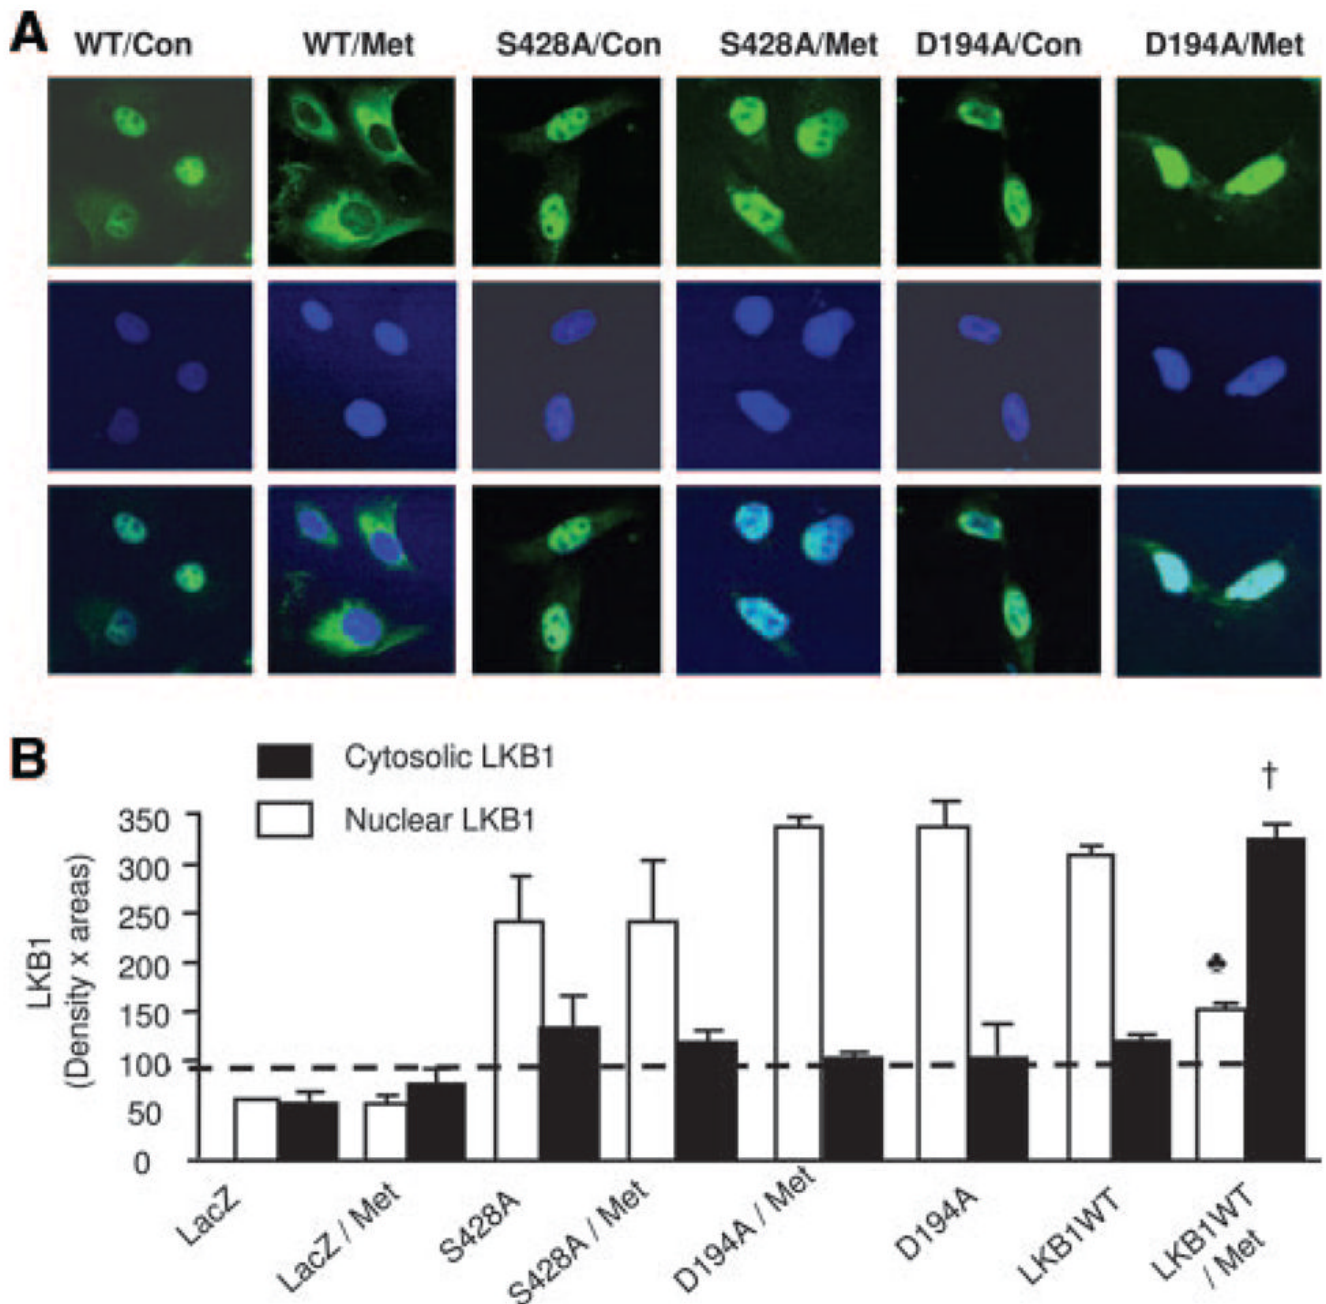 A
WT/Con WT/Met S428A/Con S428A/Met D194A/Con D194A/Met
B
Cytosolic LKB1
Nuclear LKB1
†
♣
LKB1
(Density x areas)
350
300
250
200
150
100
50
0
LacZ
LacZ / Met
S428A
S428A / Met
D194A / Met
D194A
LKB1WT
LKB1WT
/ Met